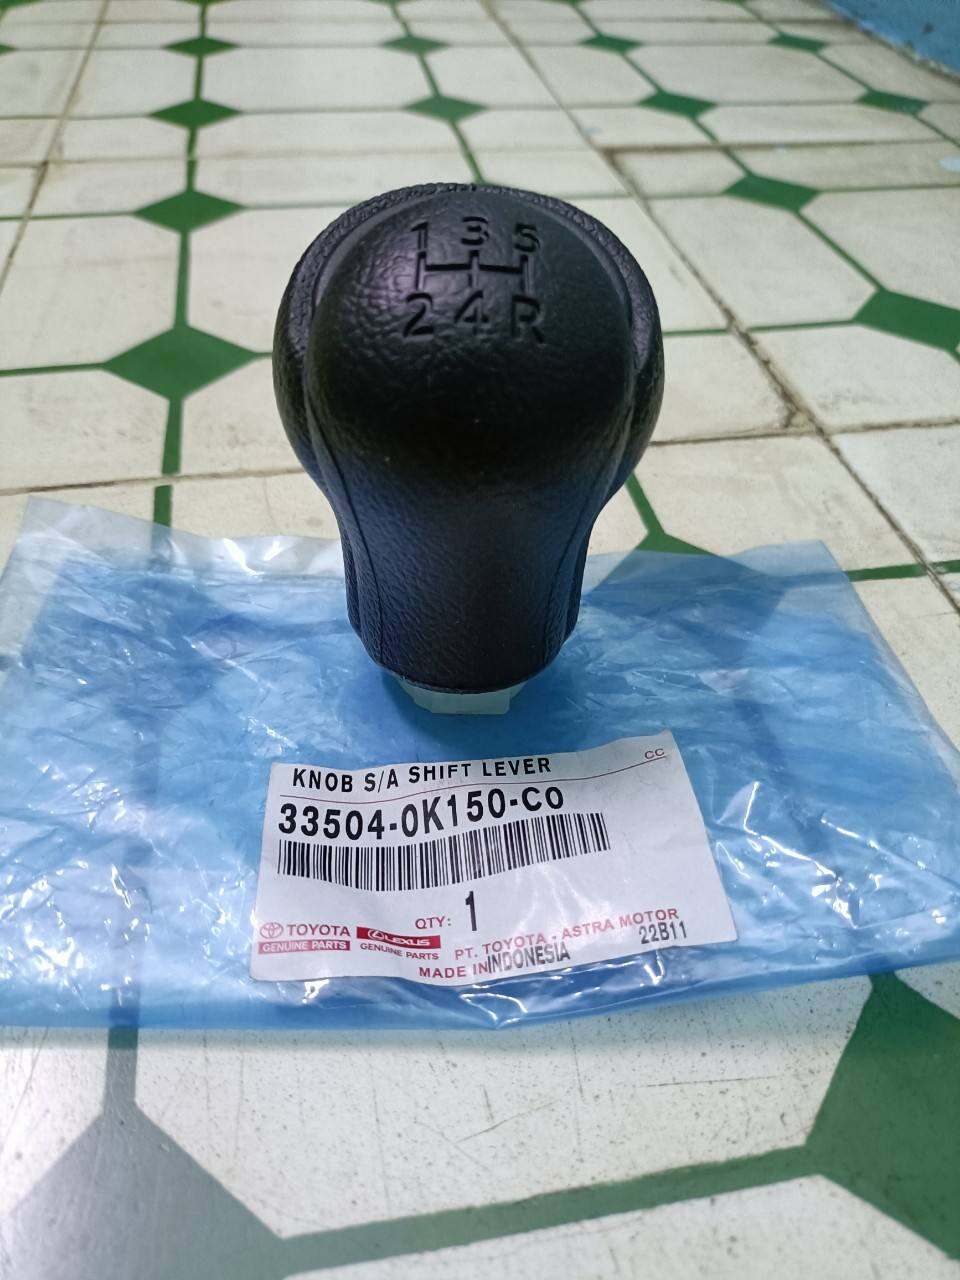 1 3 5
2 4 R
KNOB S/A SHIFT LEVER
CC
33504-0K150-C0
QTY: 1
TOYOTA
GENUINE PARTS
LEXUS
GENUINE PARTS
PT. TOYOTA - ASTRA MOTOR
MADE IN INDONESIA
22B11